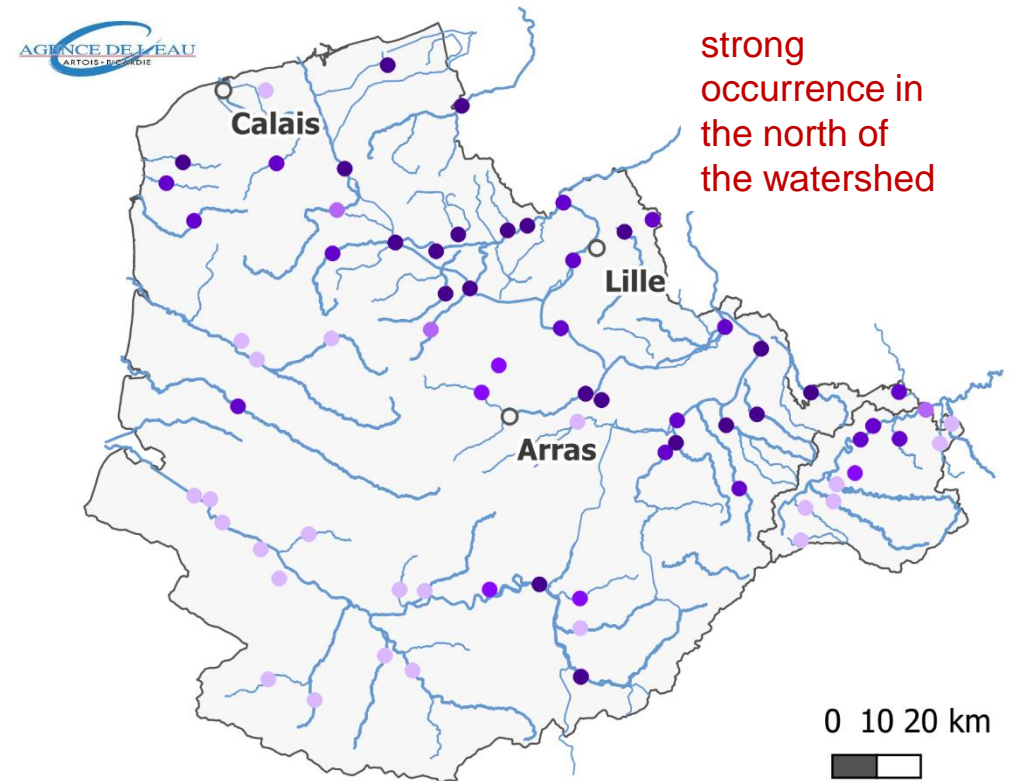 AGENCE DE L'EAU
ARTOIS-PICARDIE
strong
occurrence in
the north of
the watershed
Calais
Lille
Arras
0 10 20 km